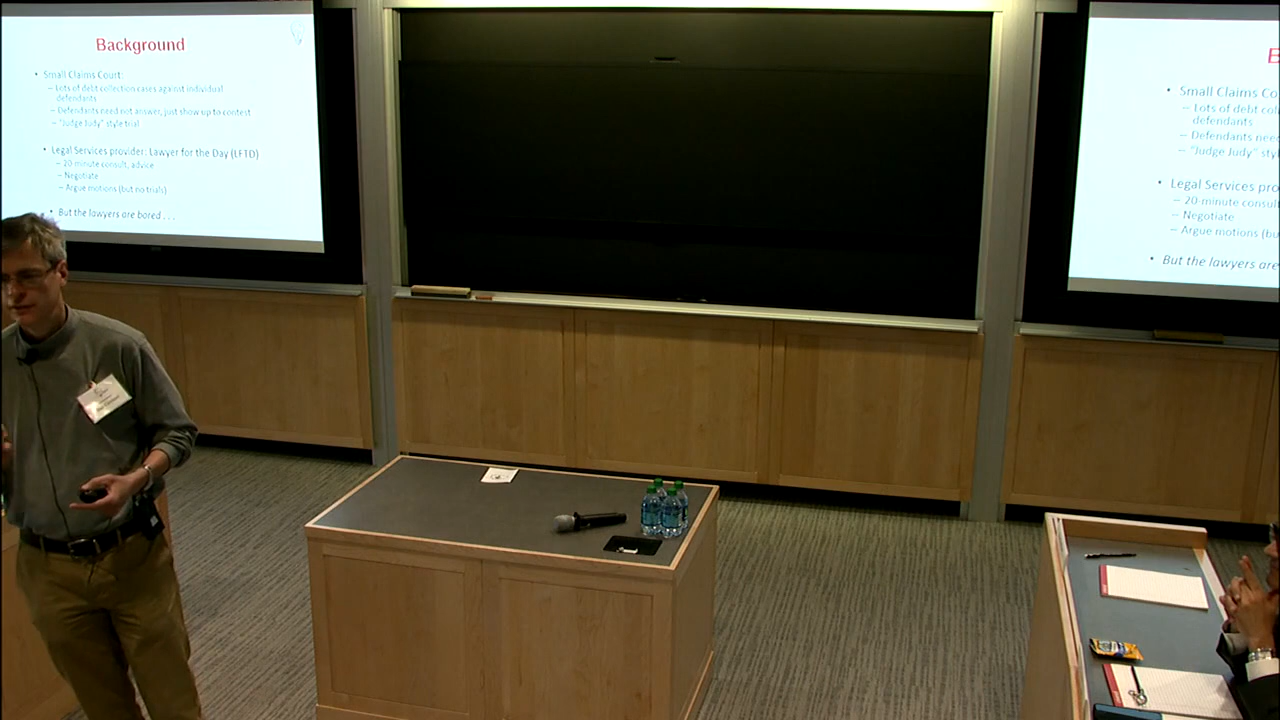 Background
• Small Claims Court:
– Lots of debt collection cases against individual
defendants
– Defendants need not answer, just show up to contest
– "Judge Judy" style trial
• Legal Services provider: Lawyer for the Day (LFTD)
– 20-minute consult, advice
– Negotiate
– Argue motions (but no trials)
• But the lawyers are bored . . .
• Small Claims Co
– Lots of debt col
defendants
– Defendants nee
– "Judge Judy" sty
• Legal Services pro
– 20-minute consul
– Negotiate
– Argue motions (bu
• But the lawyers are